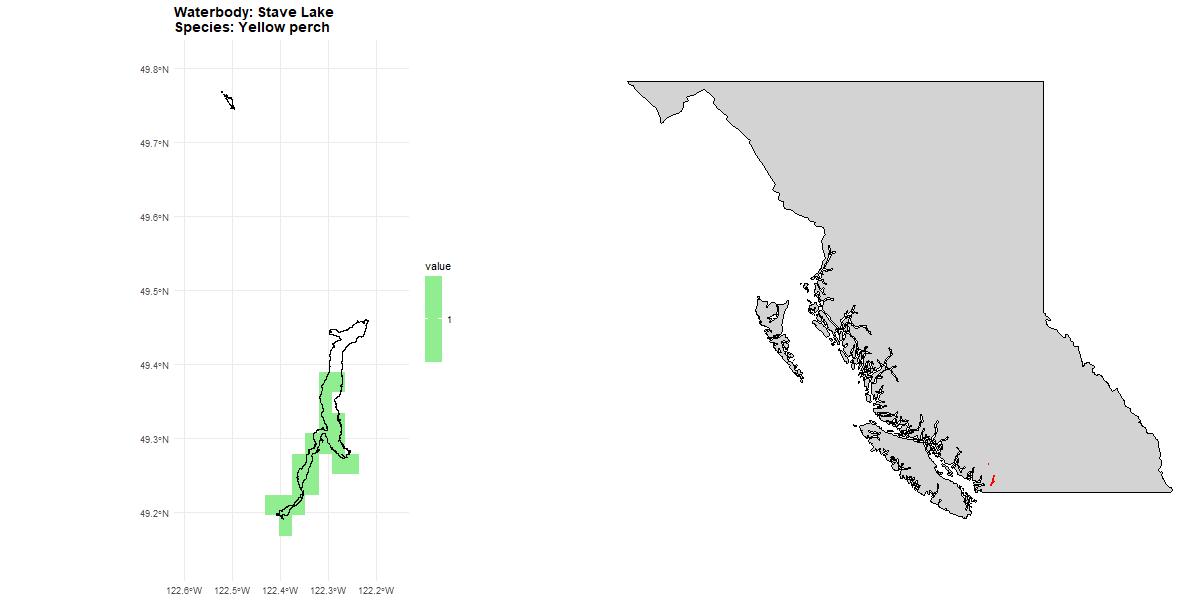 Waterbody: Stave Lake
Species: Yellow perch
49.8°N
49.7°N
49.6°N
49.5°N
49.4°N
49.3°N
49.2°N
122.6°W 122.5°W 122.4°W 122.3°W 122.2°W
value
1